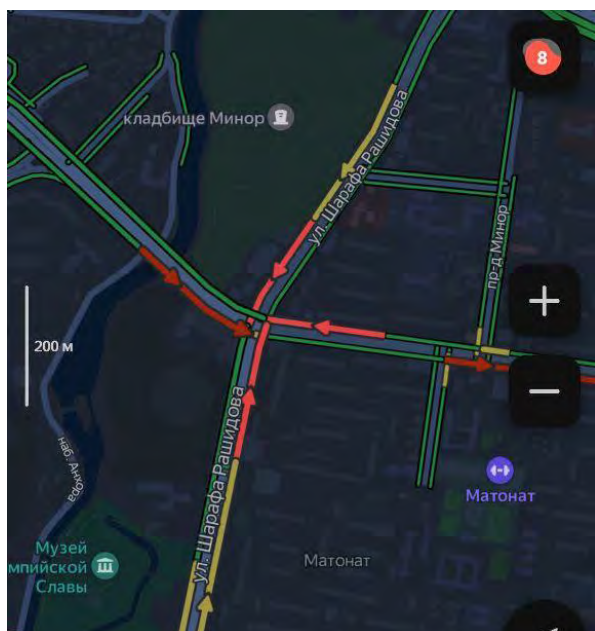 8
кладбище Минор
ул. Шарафа Рашидова
пр-д Минор
+
200 м
−
ул. Шарафа Рашидова
наб. Анхора
Матонат
Музей
мпийской
Славы
Матонат